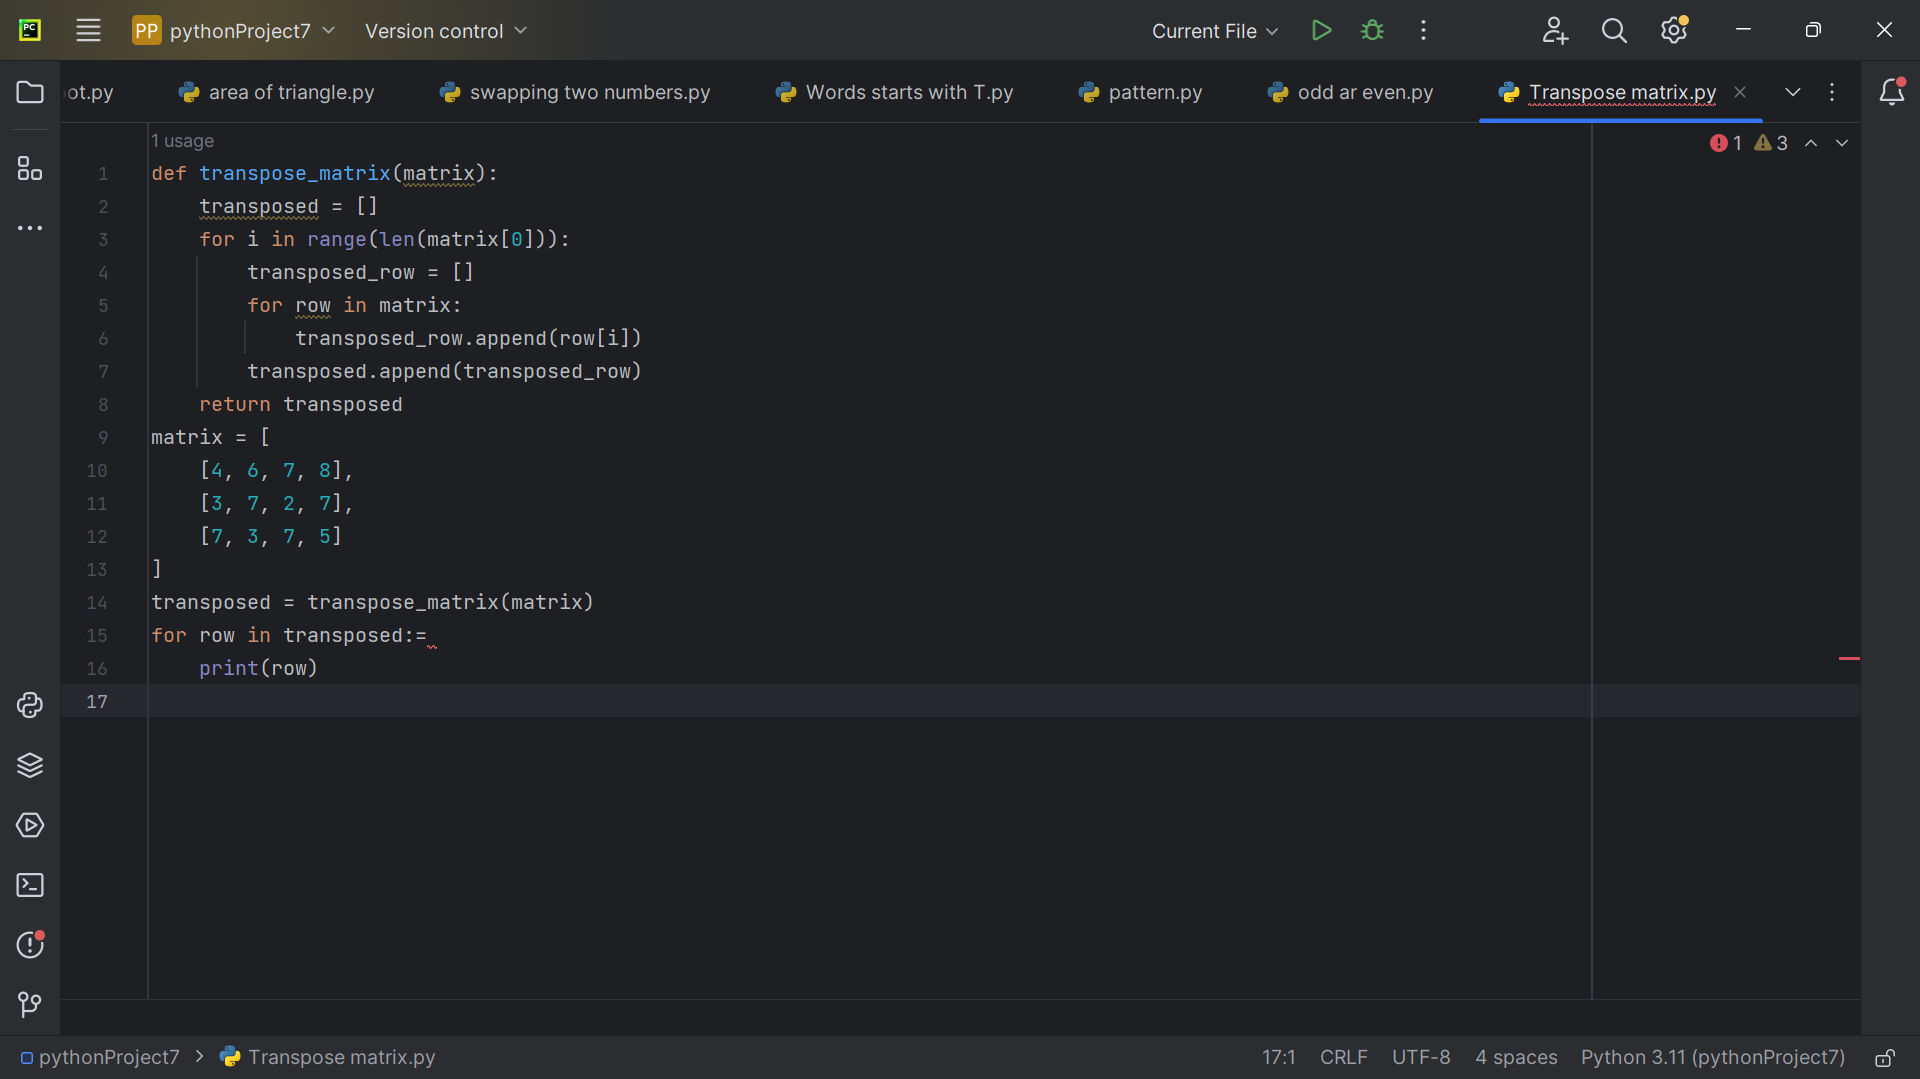 PC
PP pythonProject7 Version control Current File
ot.py area of triangle.py swapping two numbers.py Words starts with T.py pattern.py odd ar even.py Transpose matrix.py
1 usage 1 3
1 def transpose_matrix(matrix):
2     transposed = []
3     for i in range(len(matrix[0])):
4         transposed_row = []
5         for row in matrix:
6             transposed_row.append(row[i])
7         transposed.append(transposed_row)
8     return transposed
9 matrix = [
10     [4, 6, 7, 8],
11     [3, 7, 2, 7],
12     [7, 3, 7, 5]
13 ]
14 transposed = transpose_matrix(matrix)
15 for row in transposed:=
16     print(row)
17
pythonProject7 > Transpose matrix.py 17:1 CRLF UTF-8 4 spaces Python 3.11 (pythonProject7)